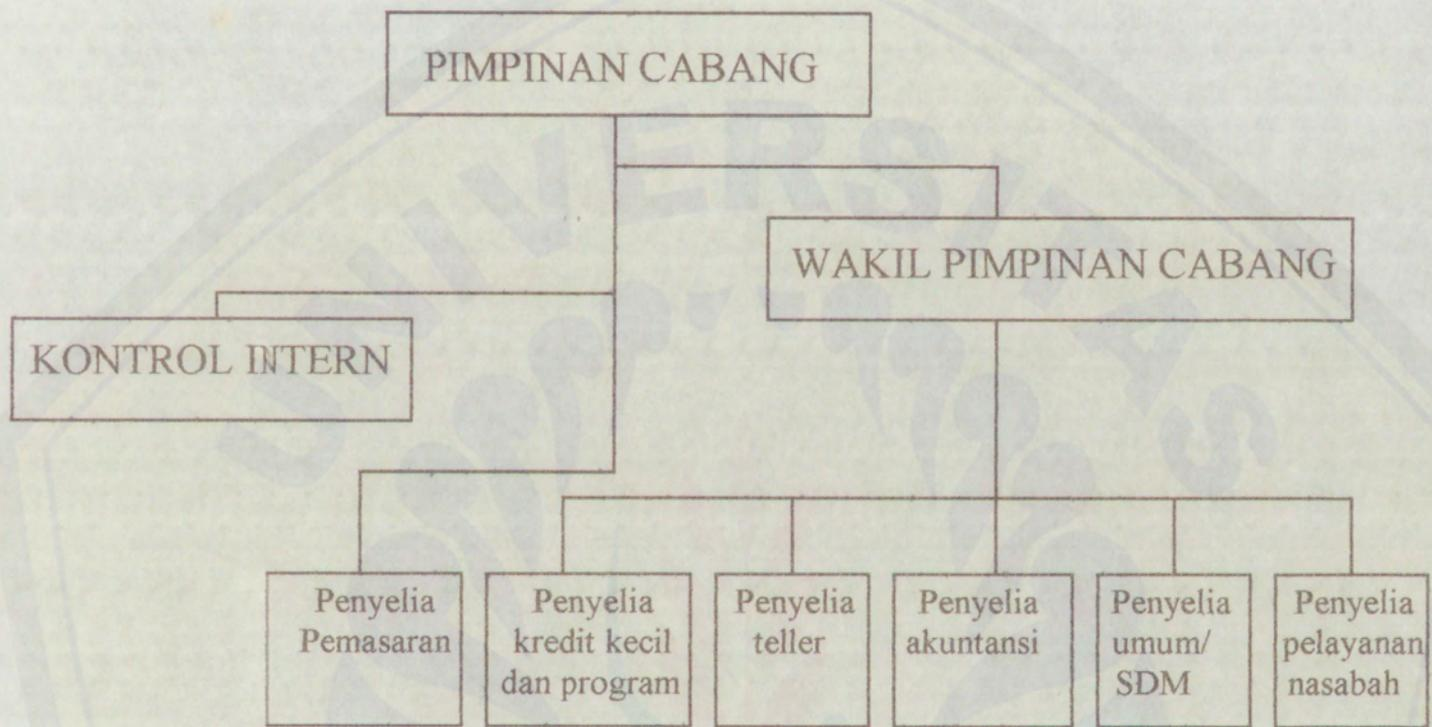 PIMPINAN CABANG
WAKIL PIMPINAN CABANG
KONTROL INTERN
Penyelia
Pemasaran
Penyelia
kredit kecil
dan program
Penyelia
teller
Penyelia
akuntansi
Penyelia
umum/
SDM
Penyelia
pelayanan
nasabah
UNIVERSITAS